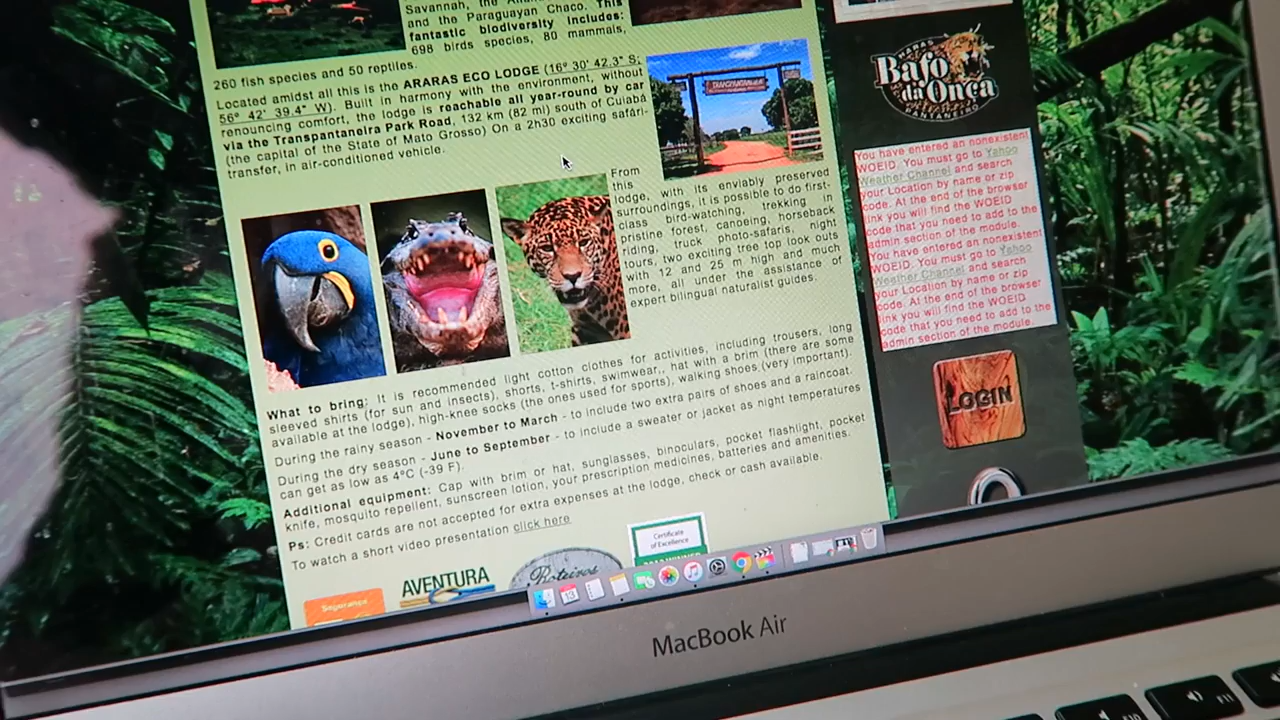 Savannah, the
and the Paraguayan Chaco. This
fantastic biodiversity includes:
698 birds species, 80 mammals,
260 fish species and 50 reptiles.
Located amidst all this is the ARARAS ECO LODGE (16º 30' 42.3" S;
56º 42' 39.4" W). Built in harmony with the environment, without
renouncing comfort, the lodge is reachable all year-round by car
via the Transpantaneira Park Road, 132 km (82 mi) south of Cuiabá
(the capital of the State of Mato Grosso) On a 2h30 exciting safári-
transfer, in air-conditioned vehicle.
TRANSPANTANEIRA
From
this
lodge, with its enviably preserved
surroundings, it is possible to do first-
class bird-watching, trekking in
pristine forest, canoeing, horseback
riding, truck photo-safaris, night
tours, two exciting tree top look outs
with 12 and 25 m high and much
more, all under the assistance of
expert bilingual naturalist guides.
What to bring: It is recommended light cotton clothes for activities, including trousers, long
sleeved shirts (for sun and insects), shorts, t-shirts, swimwear., hat with a brim (there are some
available at the lodge), high-knee socks (the ones used for sports), walking shoes (very important).
During the rainy season - November to March - to include two extra pairs of shoes and a raincoat.
During the dry season - June to September - to include a sweater or jacket as night temperatures
can get as low as 4ºC (-39 F).
Additional equipment: Cap with brim or hat, sunglasses, binoculars, pocket flashlight, pocket
knife, mosquito repellent, sunscreen lotion, your prescription medicines, batteries and amenities.
Ps: Credit cards are not accepted for extra expenses at the lodge, check or cash available.
To watch a short video presentation click here
Segurança
AVENTURA
Roteiros
Certificate
of Excellence
HARAS
Bafo
da Onça
PANTANEIRO
You have entered an nonexistent
WOEID. You must go to Yahoo
Weather Channel and search
your Location by name or zip
code. At the end of the browser
link you will find the WOEID
code that you need to add to the
admin section of the module.
You have entered an nonexistent
WOEID. You must go to Yahoo
Weather Channel and search
your Location by name or zip
code. At the end of the browser
link you will find the WOEID
code that you need to add to the
admin section of the module.
LOGIN
13
MacBook Air
F10
F11